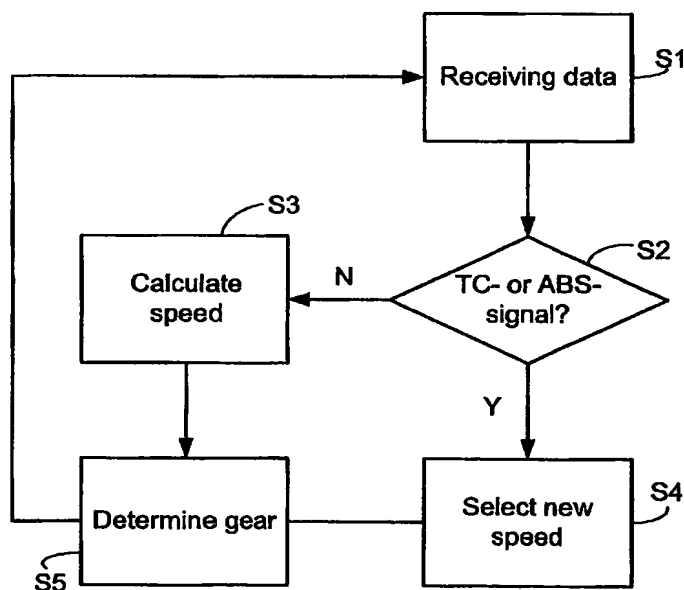 Receiving data
S1
S3
S2
Calculate
speed
N
TC- or ABS-
signal?
Y
Determine gear
Select new
speed
S4
S5